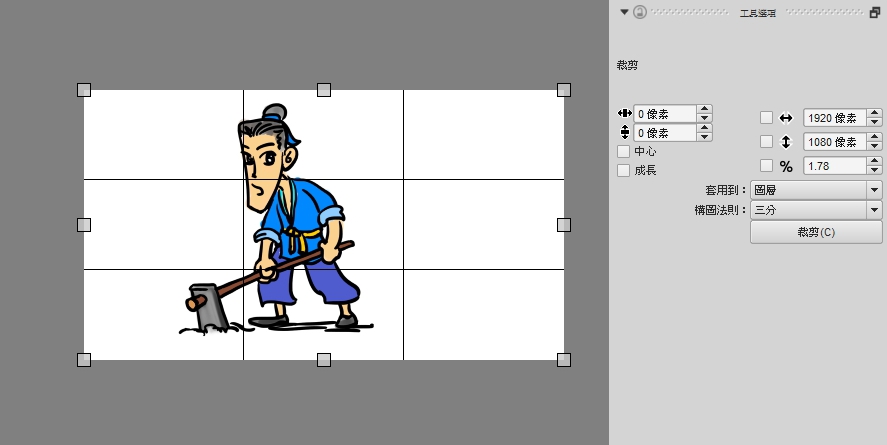 工具選項
裁剪
0 像素
1920 像素
0 像素
1080 像素
中心
% 1.78
成長
套用到： 圖層
構圖法則： 三分
裁剪(C)